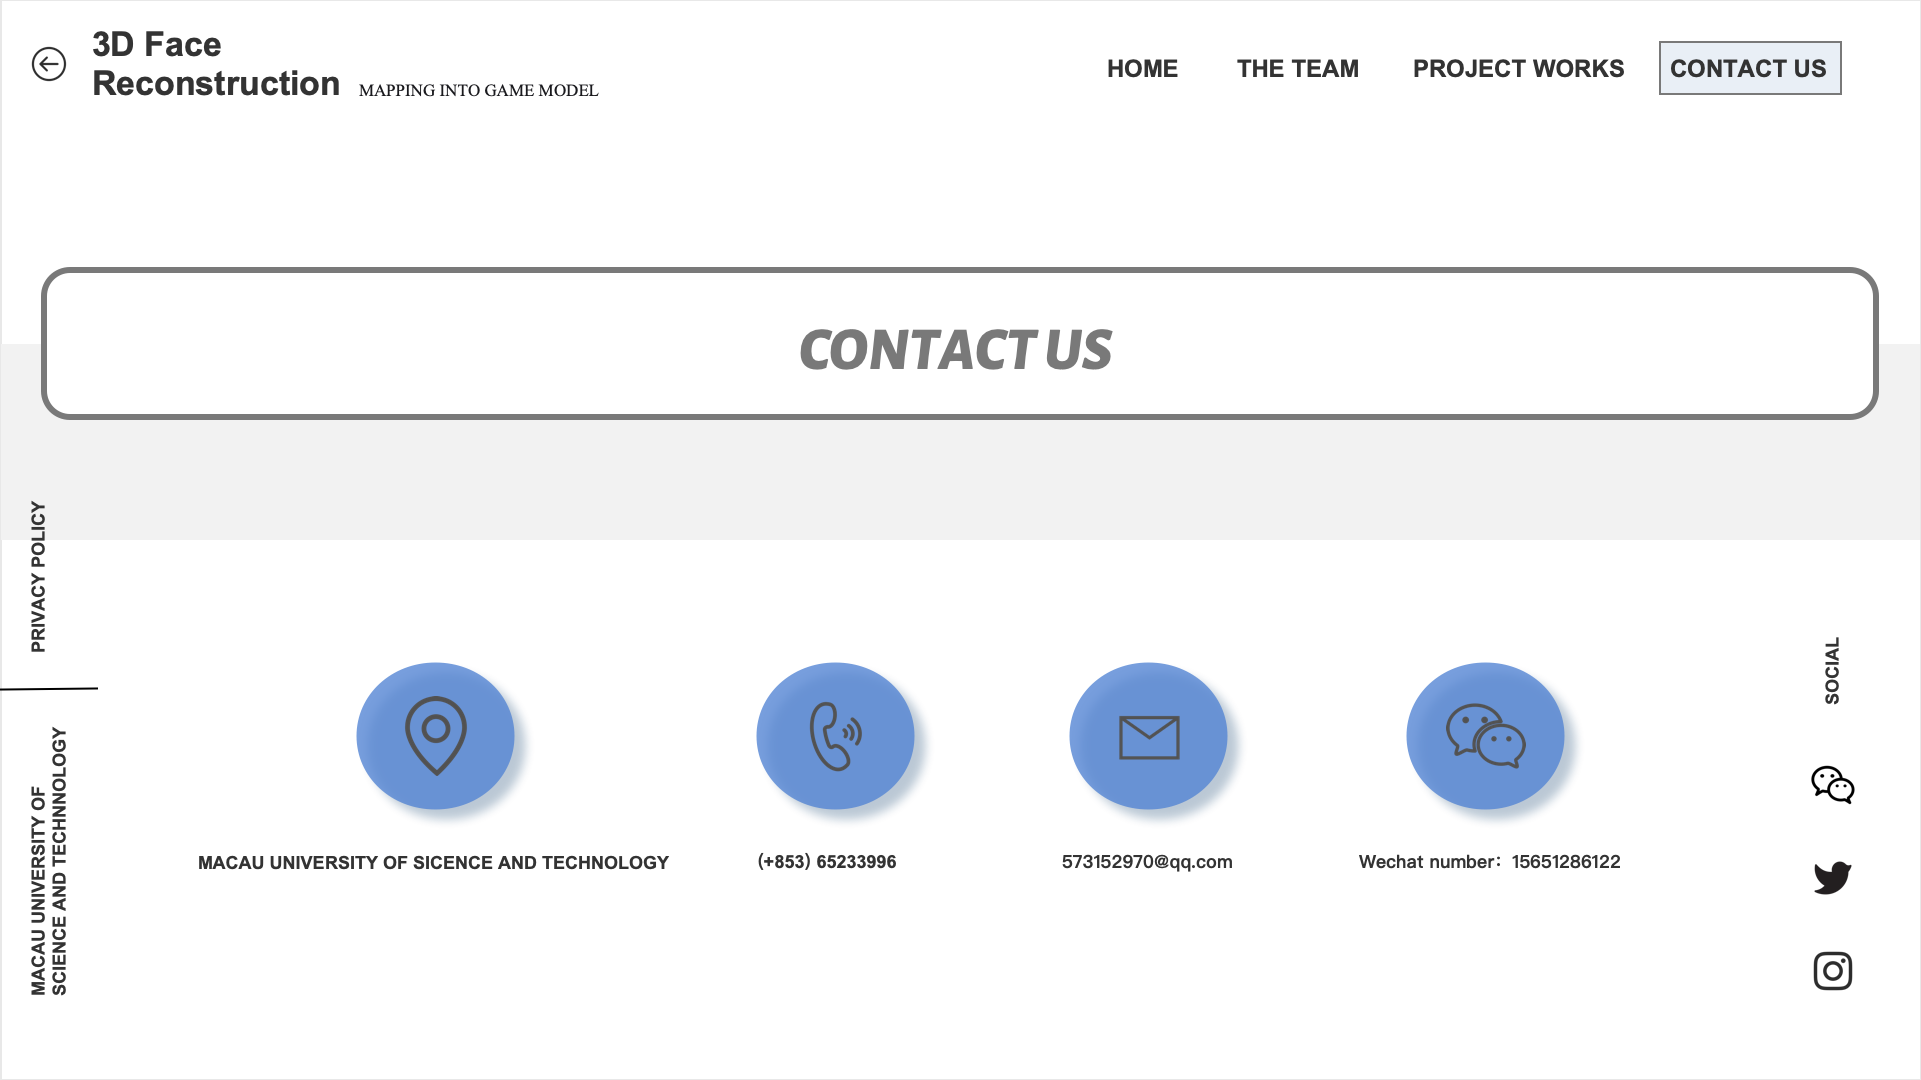 3D Face
Reconstruction
MAPPING INTO GAME MODEL
HOME
THE TEAM
PROJECT WORKS
CONTACT US
CONTACT US
PRIVACY POLICY
MACAU UNIVERSITY OF
SCIENCE AND TECHNNOLOGY
MACAU UNIVERSITY OF SICENCE AND TECHNOLOGY
(+853) 65233996
573152970@qq.com
Wechat number：15651286122
SOCIAL